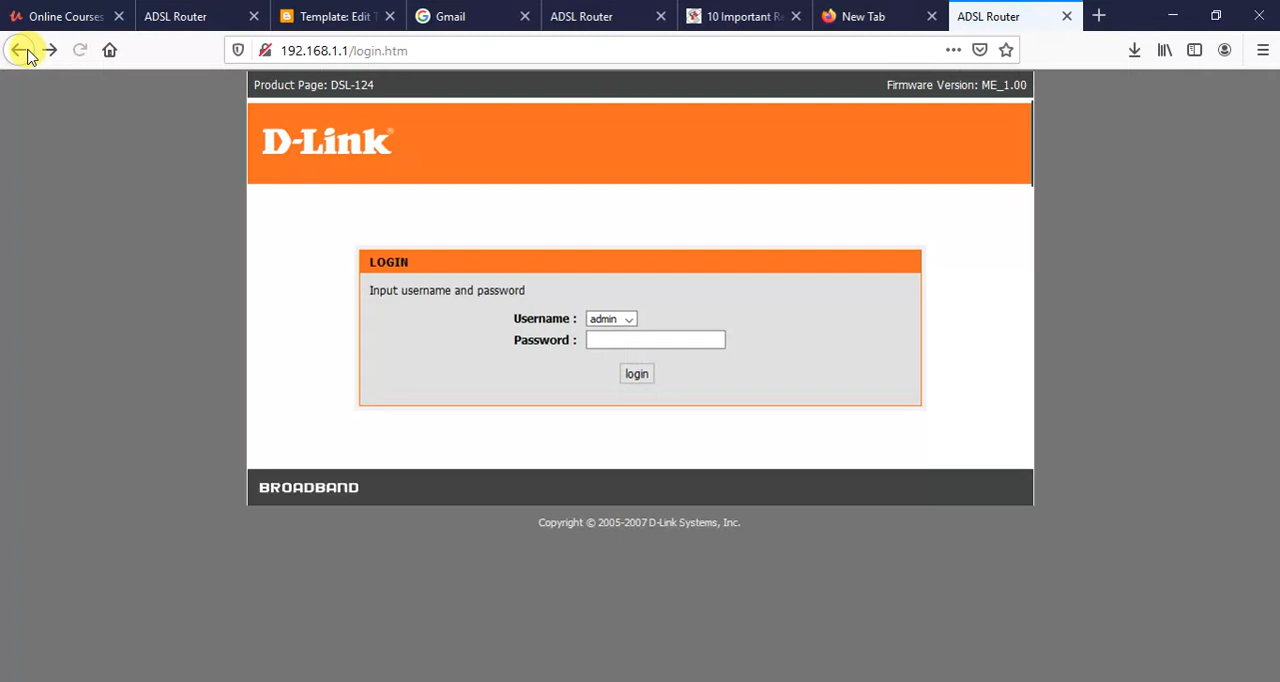 Online Courses
ADSL Router
Template: Edit T
Gmail
ADSL Router
10 Important Re
New Tab
ADSL Router
192.168.1.1/login.htm
Product Page: DSL-124
Firmware Version: ME_1.00
D-Link®
LOGIN
Input username and password
Username :
admin
Password :
login
BROADBAND
Copyright © 2005-2007 D-Link Systems, Inc.